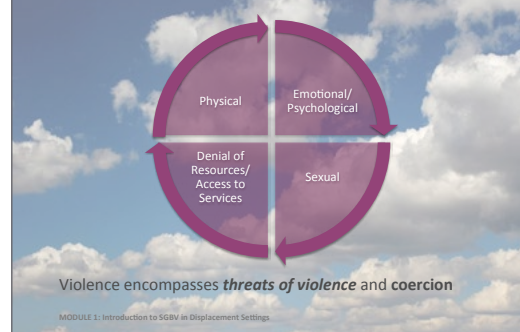 Physical
Emotional/
Psychological
Denial of
Resources/
Access to
Services
Sexual
Violence encompasses threats of violence and coercion
MODULE 1: Introduction to SGBV in Displacement Settings